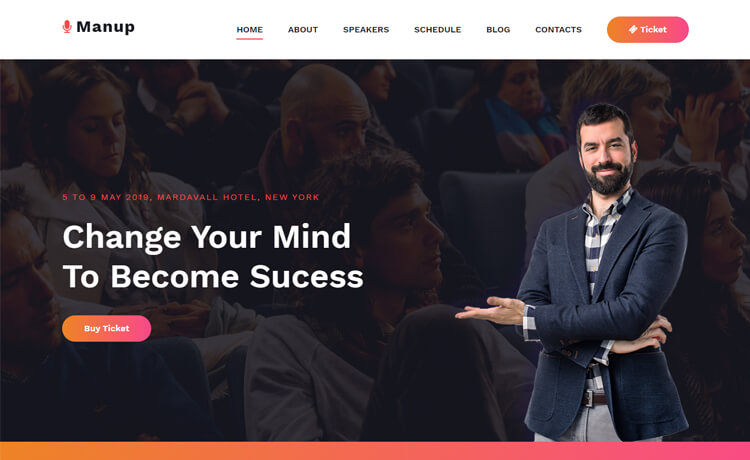 Manup
HOME ABOUT SPEAKERS SCHEDULE BLOG CONTACTS Ticket
5 TO 9 MAY 2019, MARDAVALL HOTEL, NEW YORK
Change Your Mind
To Become Sucess
Buy Ticket